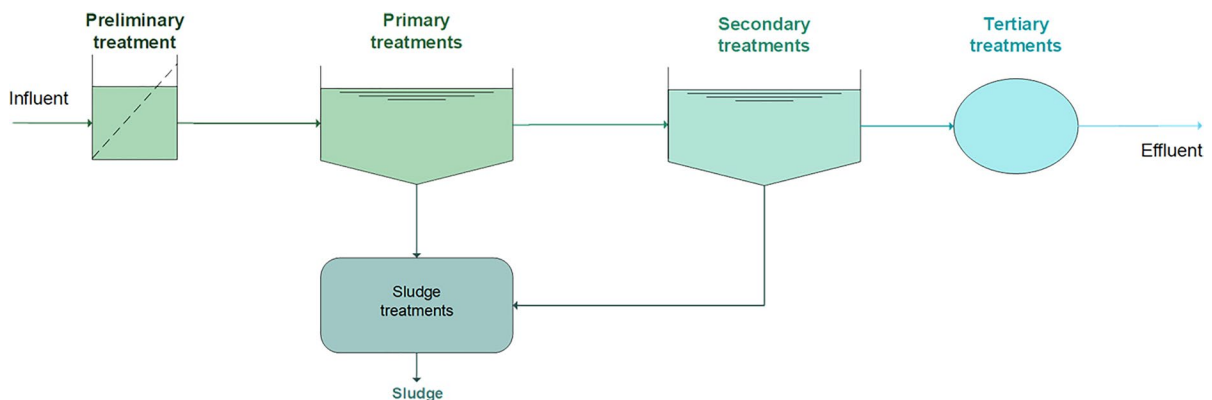 Preliminary
treatment
Primary
treatments
Secondary
treatments
Tertiary
treatments
Influent
Effluent
Sludge
treatments
Sludge